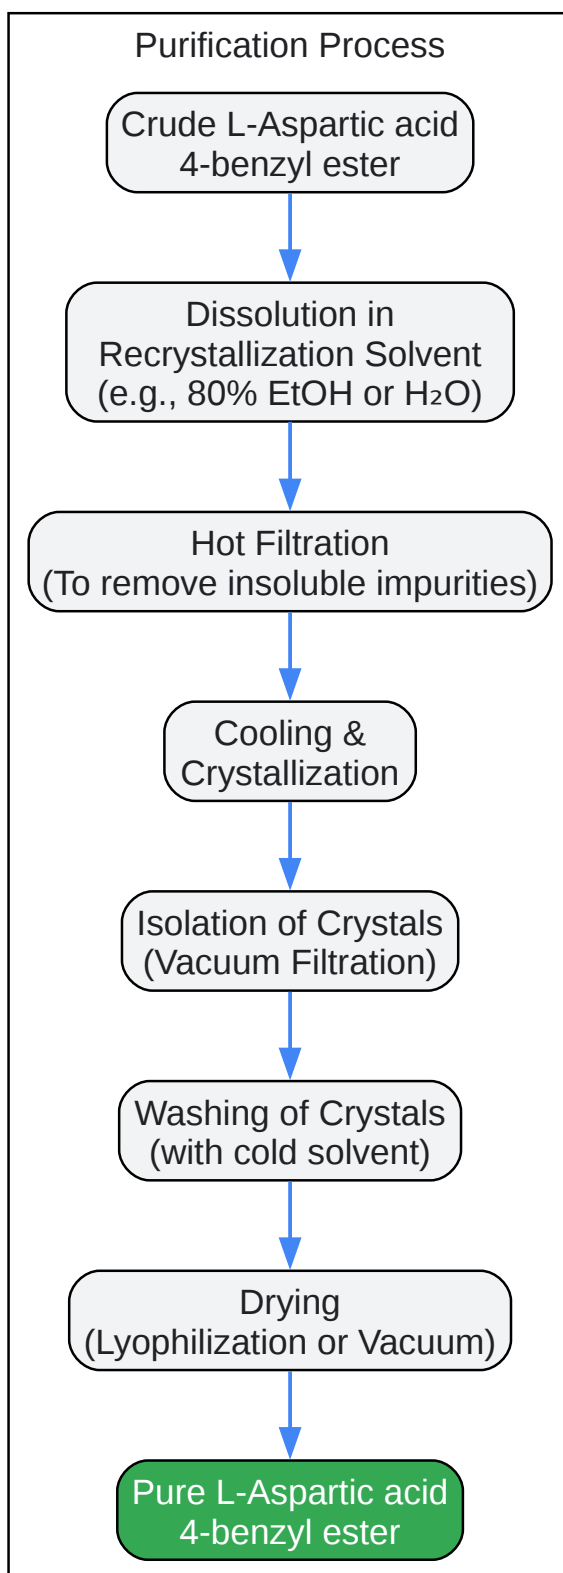 Purification Process
Crude L-Aspartic acid
4-benzyl ester
Dissolution in
Recrystallization Solvent
(e.g., 80% EtOH or H₂O)
Hot Filtration
(To remove insoluble impurities)
Cooling &
Crystallization
Isolation of Crystals
(Vacuum Filtration)
Washing of Crystals
(with cold solvent)
Drying
(Lyophilization or Vacuum)
Pure L-Aspartic acid
4-benzyl ester